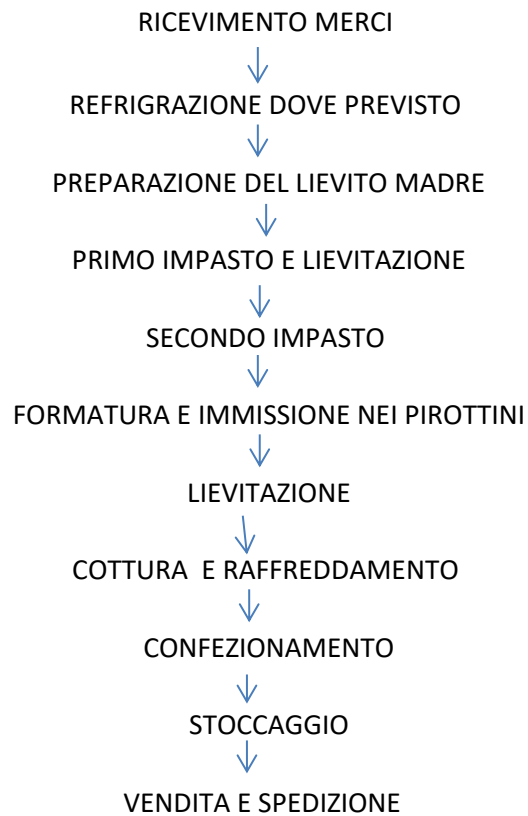 RICEVIMENTO MERCI
REFRIGRAZIONE DOVE PREVISTO
PREPARAZIONE DEL LIEVITO MADRE
PRIMO IMPASTO E LIEVITAZIONE
SECONDO IMPASTO
FORMATURA E IMMISSIONE NEI PIROTTINI
LIEVITAZIONE
COTTURA E RAFFREDDAMENTO
CONFEZIONAMENTO
STOCCAGGIO
VENDITA E SPEDIZIONE